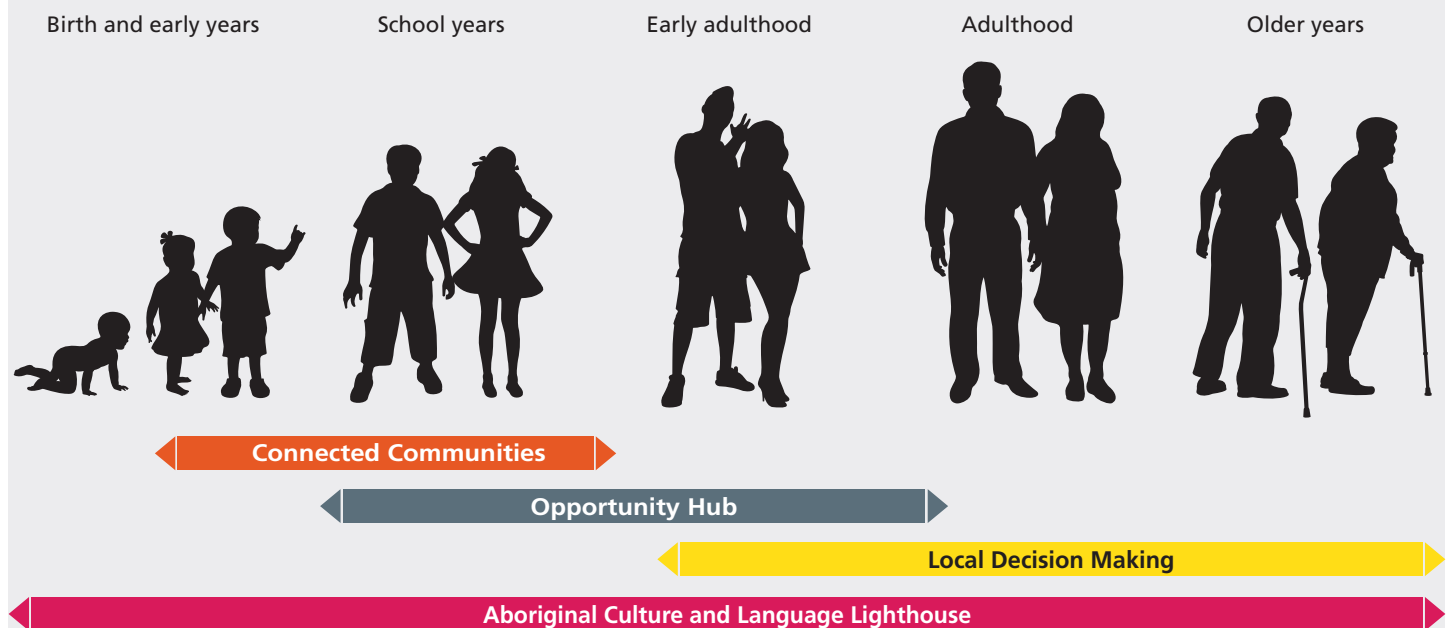 Birth and early years School years Early adulthood Adulthood Older years
Connected Communities
Opportunity Hub
Local Decision Making
Aboriginal Culture and Language Lighthouse